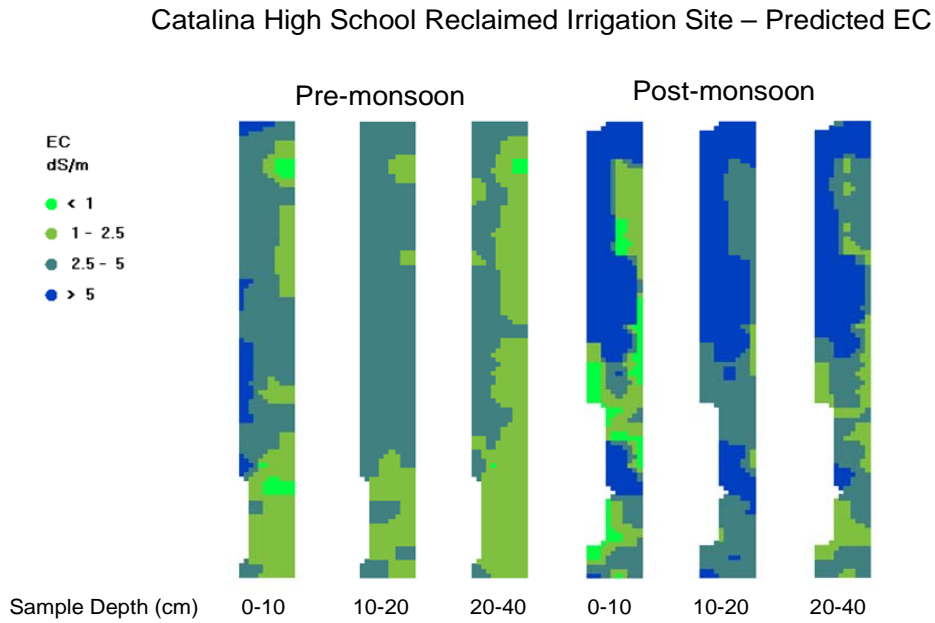 Catalina High School Reclaimed Irrigation Site – Predicted EC
Pre-monsoon
Post-monsoon
EC
dS/m
< 1
1 - 2.5
2.5 - 5
> 5
Sample Depth (cm) 0-10 10-20 20-40 0-10 10-20 20-40